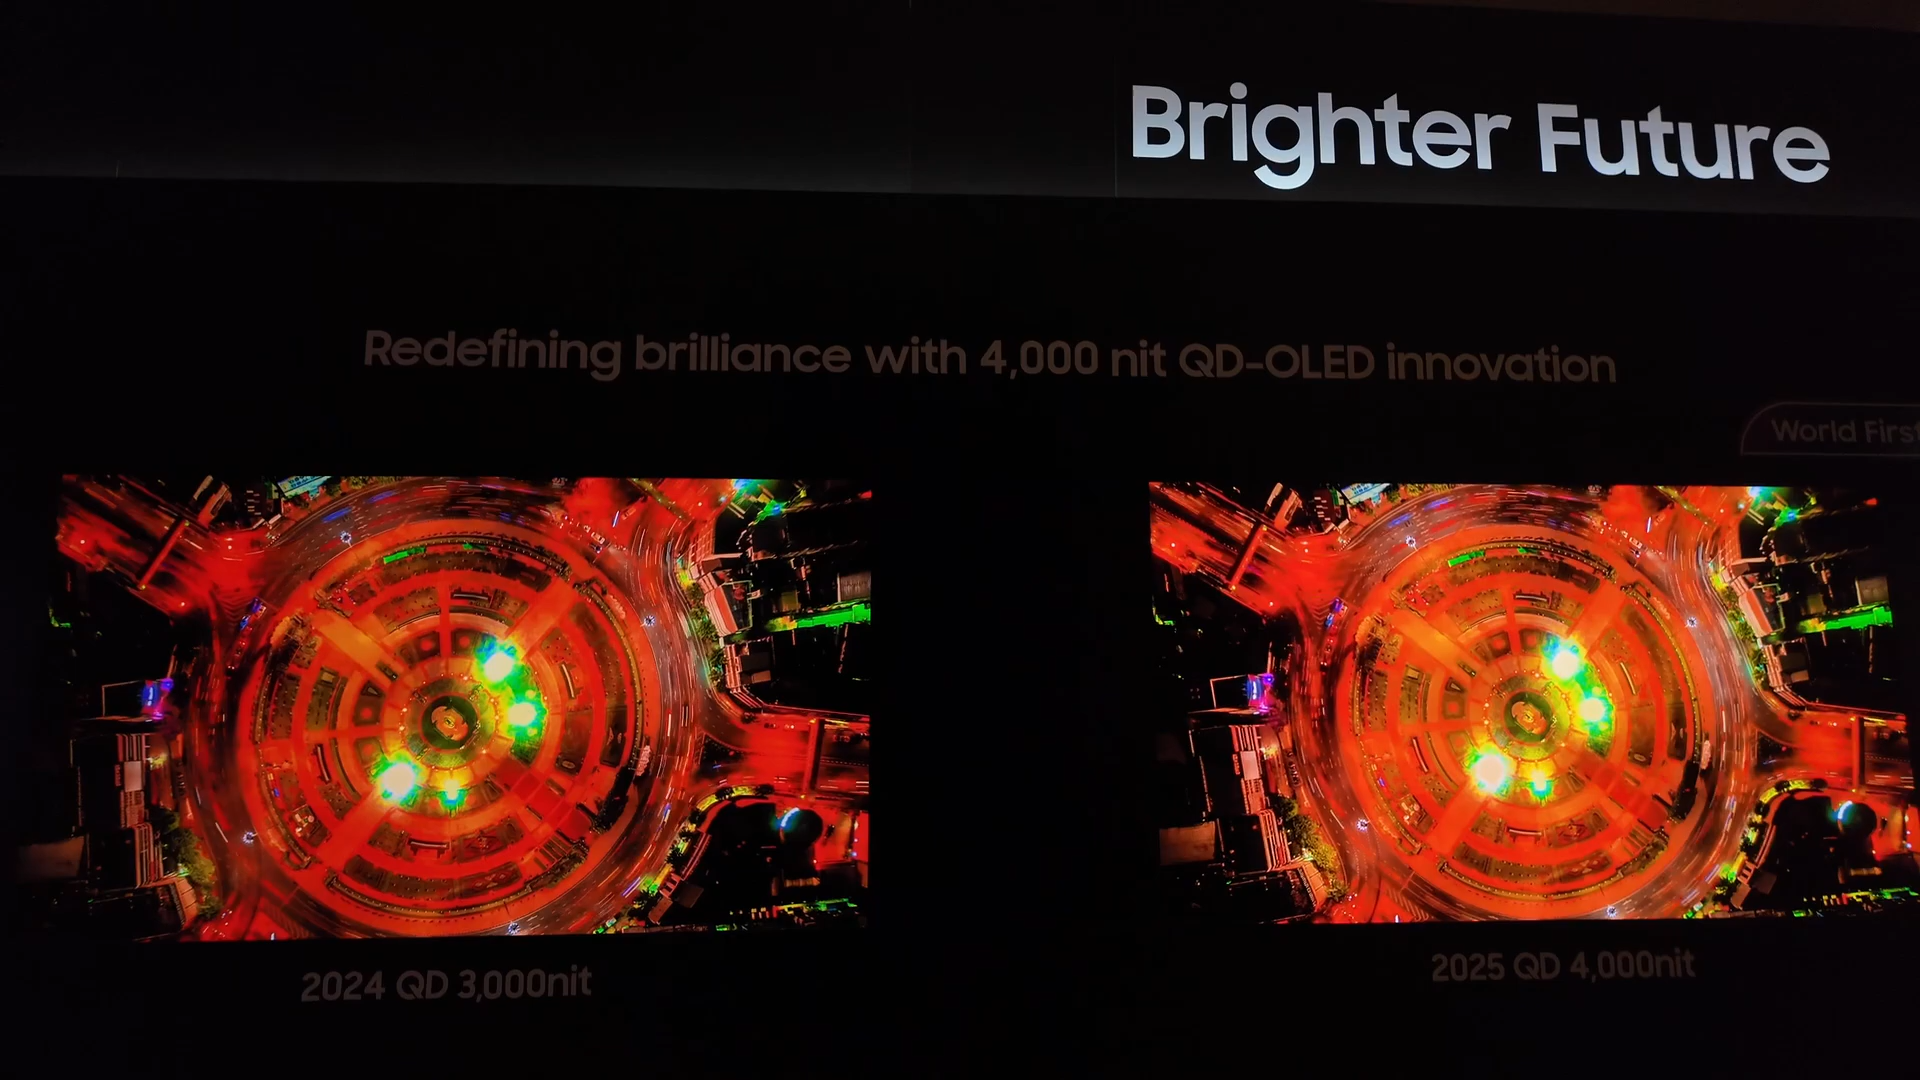 Brighter Future
Redefining brilliance with 4,000 nit QD-OLED innovation
World First
2024 QD 3,000nit
2025 QD 4,000nit